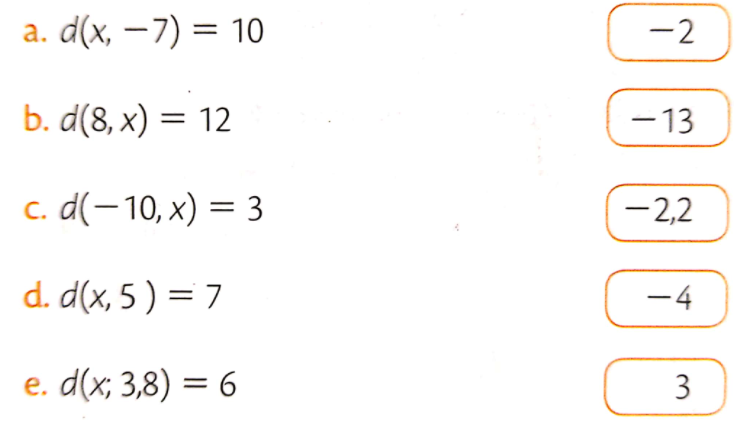 a. d(x, −7) = 10 −2
b. d(8, x) = 12 −13
c. d(−10, x) = 3 −2,2
d. d(x, 5 ) = 7 −4
e. d(x; 3,8) = 6 3